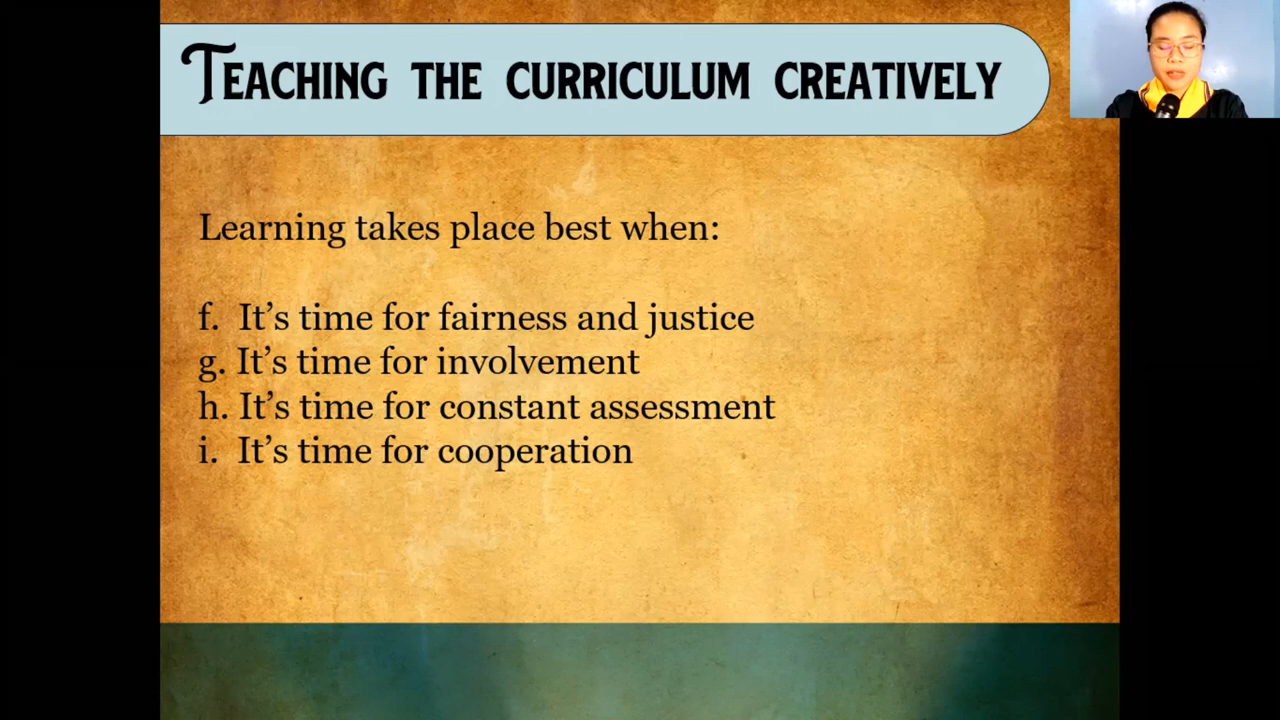 Teaching the curriculum creatively
Learning takes place best when:
f. It’s time for fairness and justice
g. It’s time for involvement
h. It’s time for constant assessment
i. It’s time for cooperation